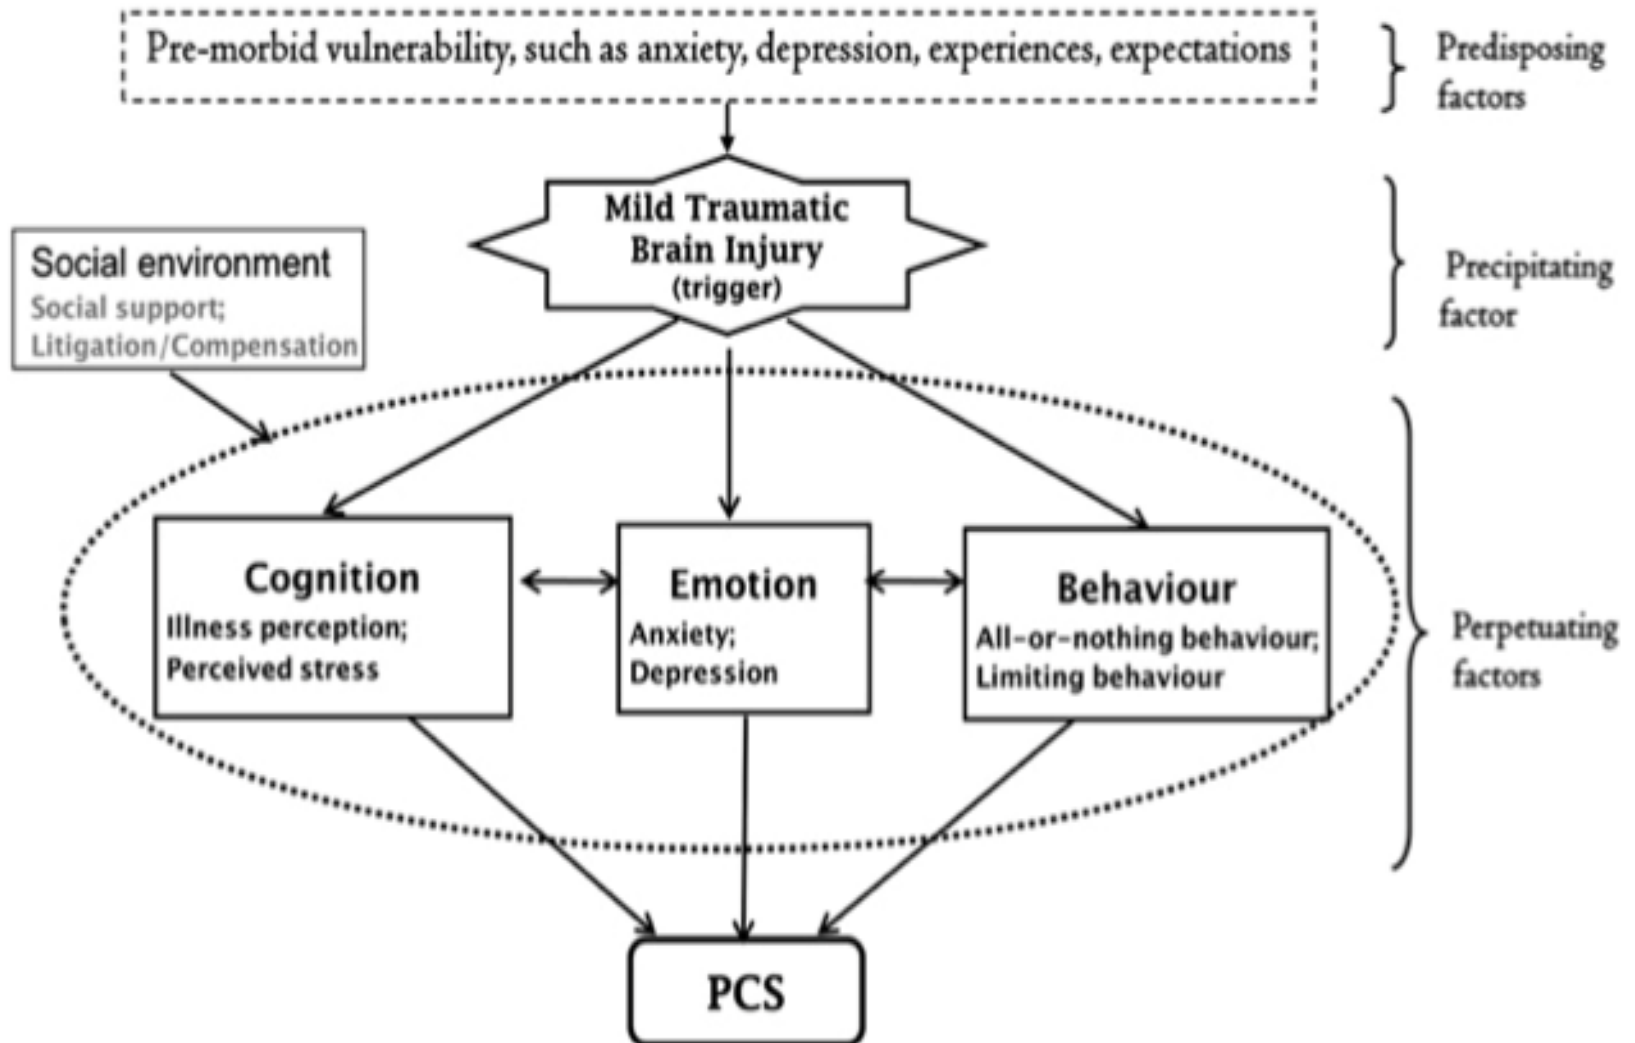 Pre-morbid vulnerability, such as anxiety, depression, experiences, expectations
Predisposing
factors
Mild Traumatic
Brain Injury
(trigger)
Precipitating
factor
Social environment
Social support;
Litigation/Compensation
Cognition
Illness perception;
Perceived stress
Emotion
Anxiety;
Depression
Behaviour
All-or-nothing behaviour;
Limiting behaviour
Perpetuating
factors
PCS